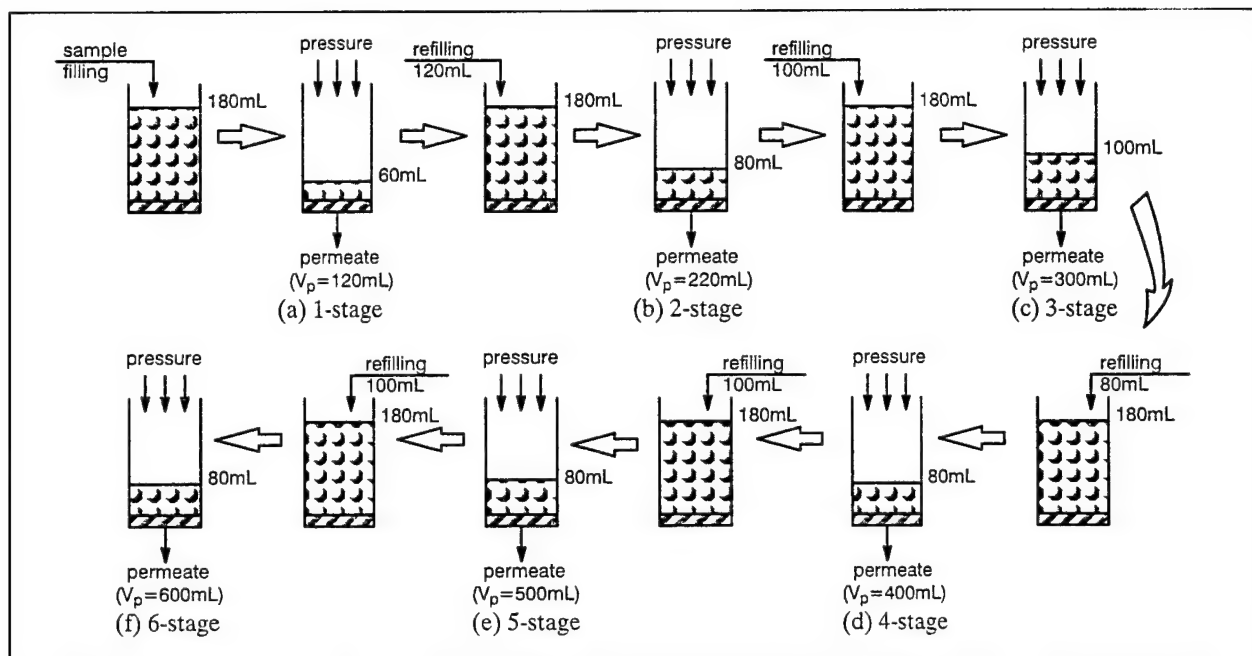 sample
filling
180mL
pressure
60mL
permeate
(Vp=120mL)
(a) 1-stage
refilling
120mL
180mL
pressure
80mL
permeate
(Vp=220mL)
(b) 2-stage
refilling
100mL
180mL
pressure
100mL
permeate
(Vp=300mL)
(c) 3-stage
refilling
80mL
180mL
pressure
80mL
permeate
(Vp=400mL)
(d) 4-stage
refilling
100mL
180mL
pressure
80mL
permeate
(Vp=500mL)
(e) 5-stage
refilling
100mL
180mL
pressure
80mL
permeate
(Vp=600mL)
(f) 6-stage